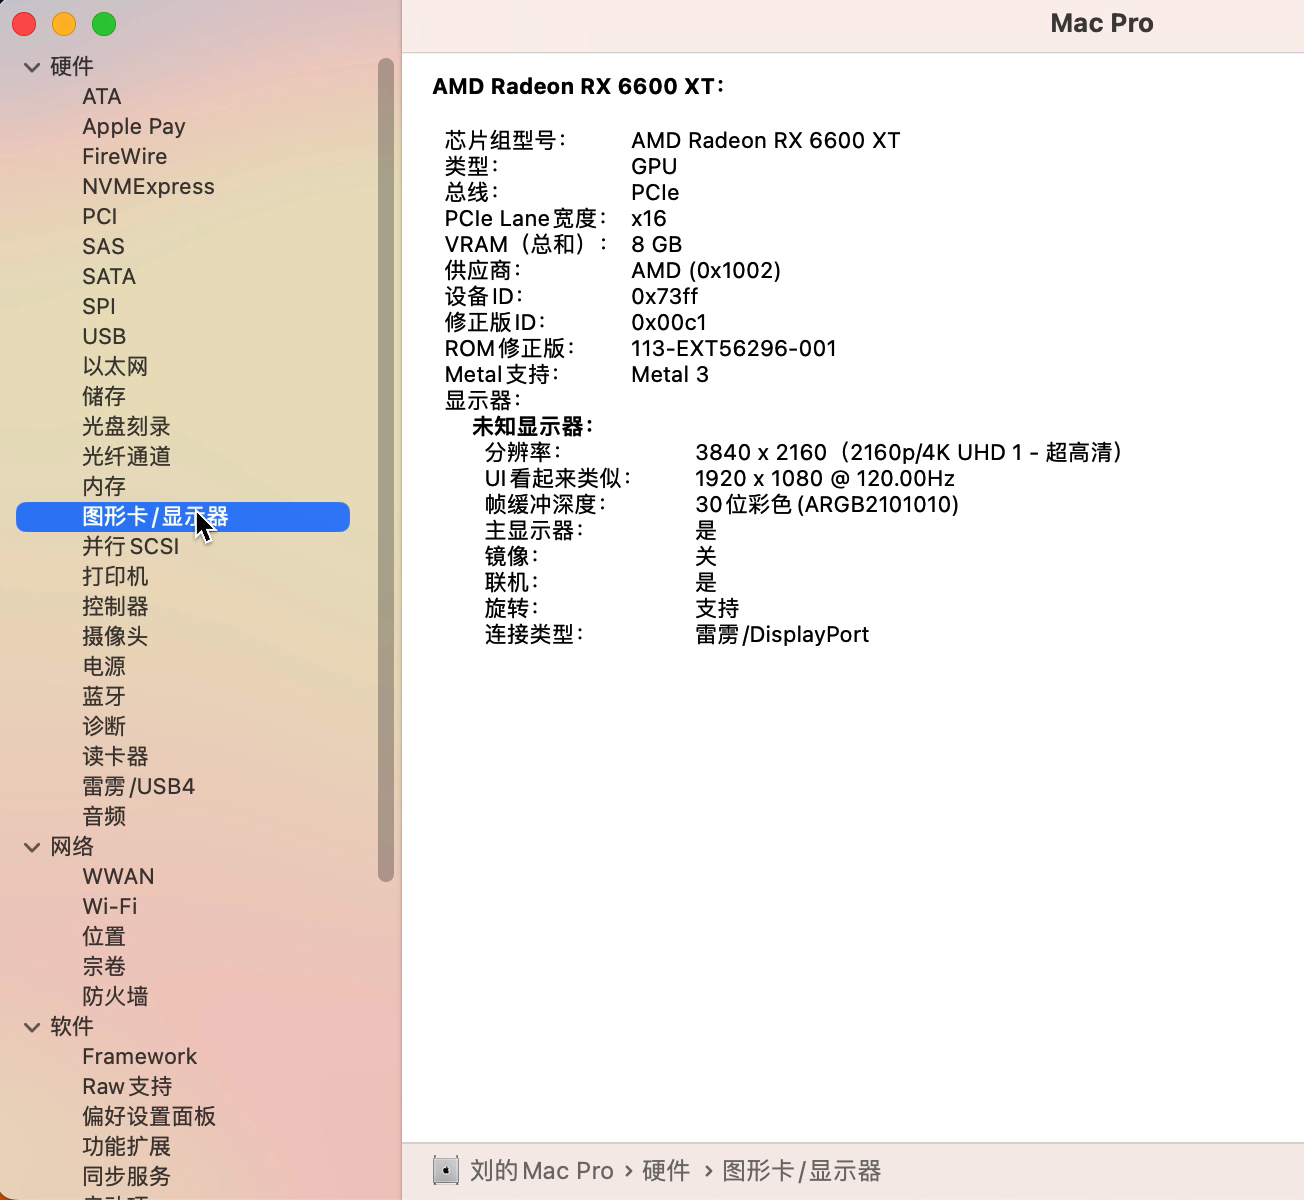 Mac Pro
硬件
ATA
Apple Pay
FireWire
NVMExpress
PCI
SAS
SATA
SPI
USB
以太网
储存
光盘刻录
光纤通道
内存
图形卡/显示器
并行SCSI
打印机
控制器
摄像头
电源
蓝牙
诊断
读卡器
雷雳/USB4
音频
网络
WWAN
Wi-Fi
位置
宗卷
防火墙
软件
Framework
Raw支持
偏好设置面板
功能扩展
同步服务
AMD Radeon RX 6600 XT：
芯片组型号： AMD Radeon RX 6600 XT
类型： GPU
总线： PCIe
PCIe Lane宽度： x16
VRAM（总和）： 8 GB
供应商： AMD (0x1002)
设备ID： 0x73ff
修正版ID： 0x00c1
ROM修正版： 113-EXT56296-001
Metal支持： Metal 3
显示器：
未知显示器：
分辨率： 3840 x 2160（2160p/4K UHD 1 - 超高清）
UI看起来类似： 1920 x 1080 @ 120.00Hz
帧缓冲深度： 30位彩色 (ARGB2101010)
主显示器： 是
镜像： 关
联机： 是
旋转： 支持
连接类型： 雷雳/DisplayPort
刘的Mac Pro › 硬件 › 图形卡/显示器